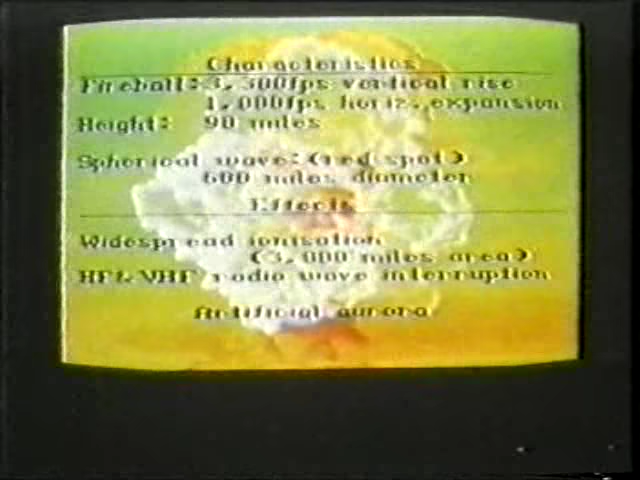 Characteristics
Fireball: 3,300fps vertical rise
1,000fps horiz. expansion
Height: 90 miles
Spherical wave: (red spot)
600 miles diameter
Effects
Widespread ionisation
(3,000 miles area)
HF& VHF radio wave interruption
Artificial aurora